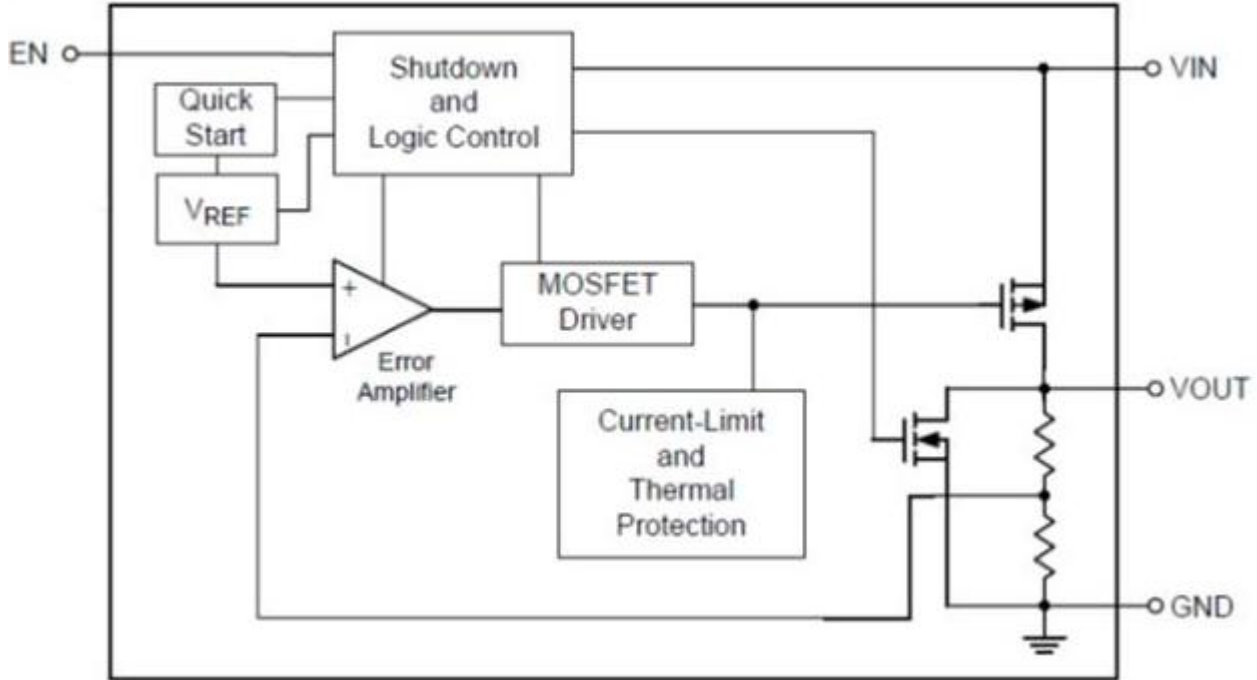 EN
Shutdown
and
Logic Control
VIN
Quick
Start
VREF
+
MOSFET
Driver
Error
Amplifier
VOUT
Current-Limit
and
Thermal
Protection
GND